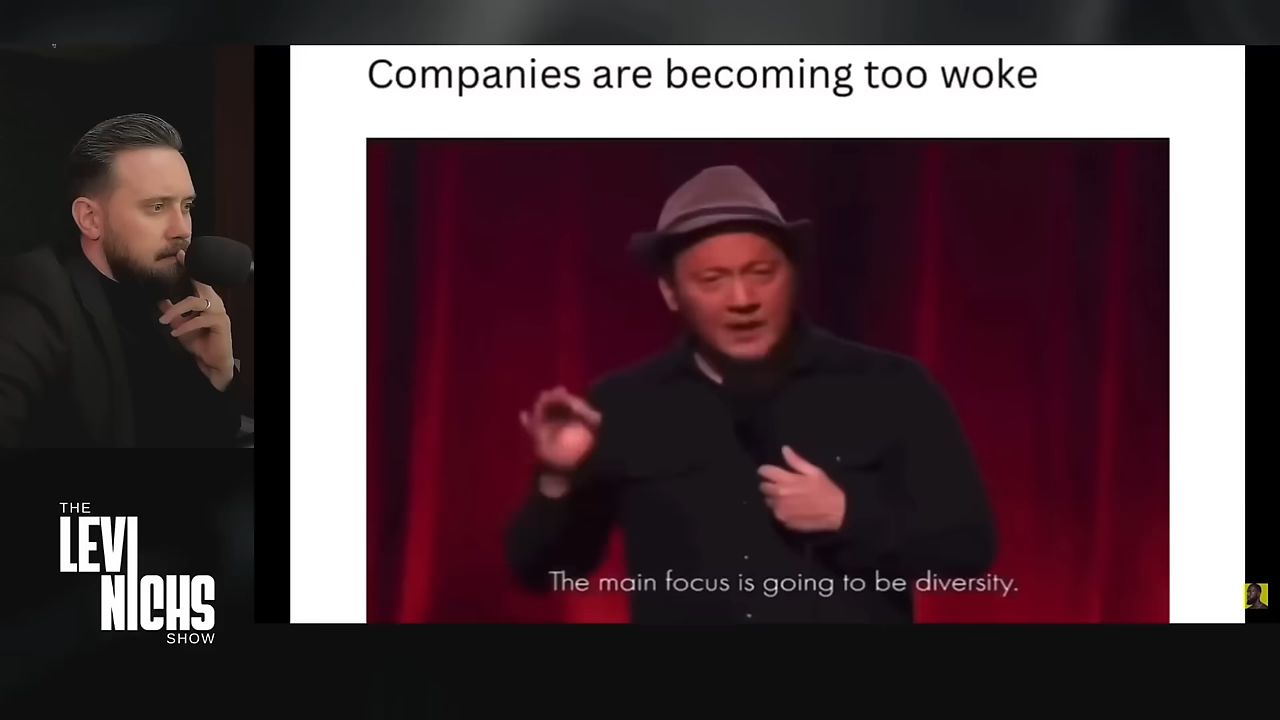 Companies are becoming too woke
The main focus is going to be diversity.
THE
LEVI
NICHS
SHOW